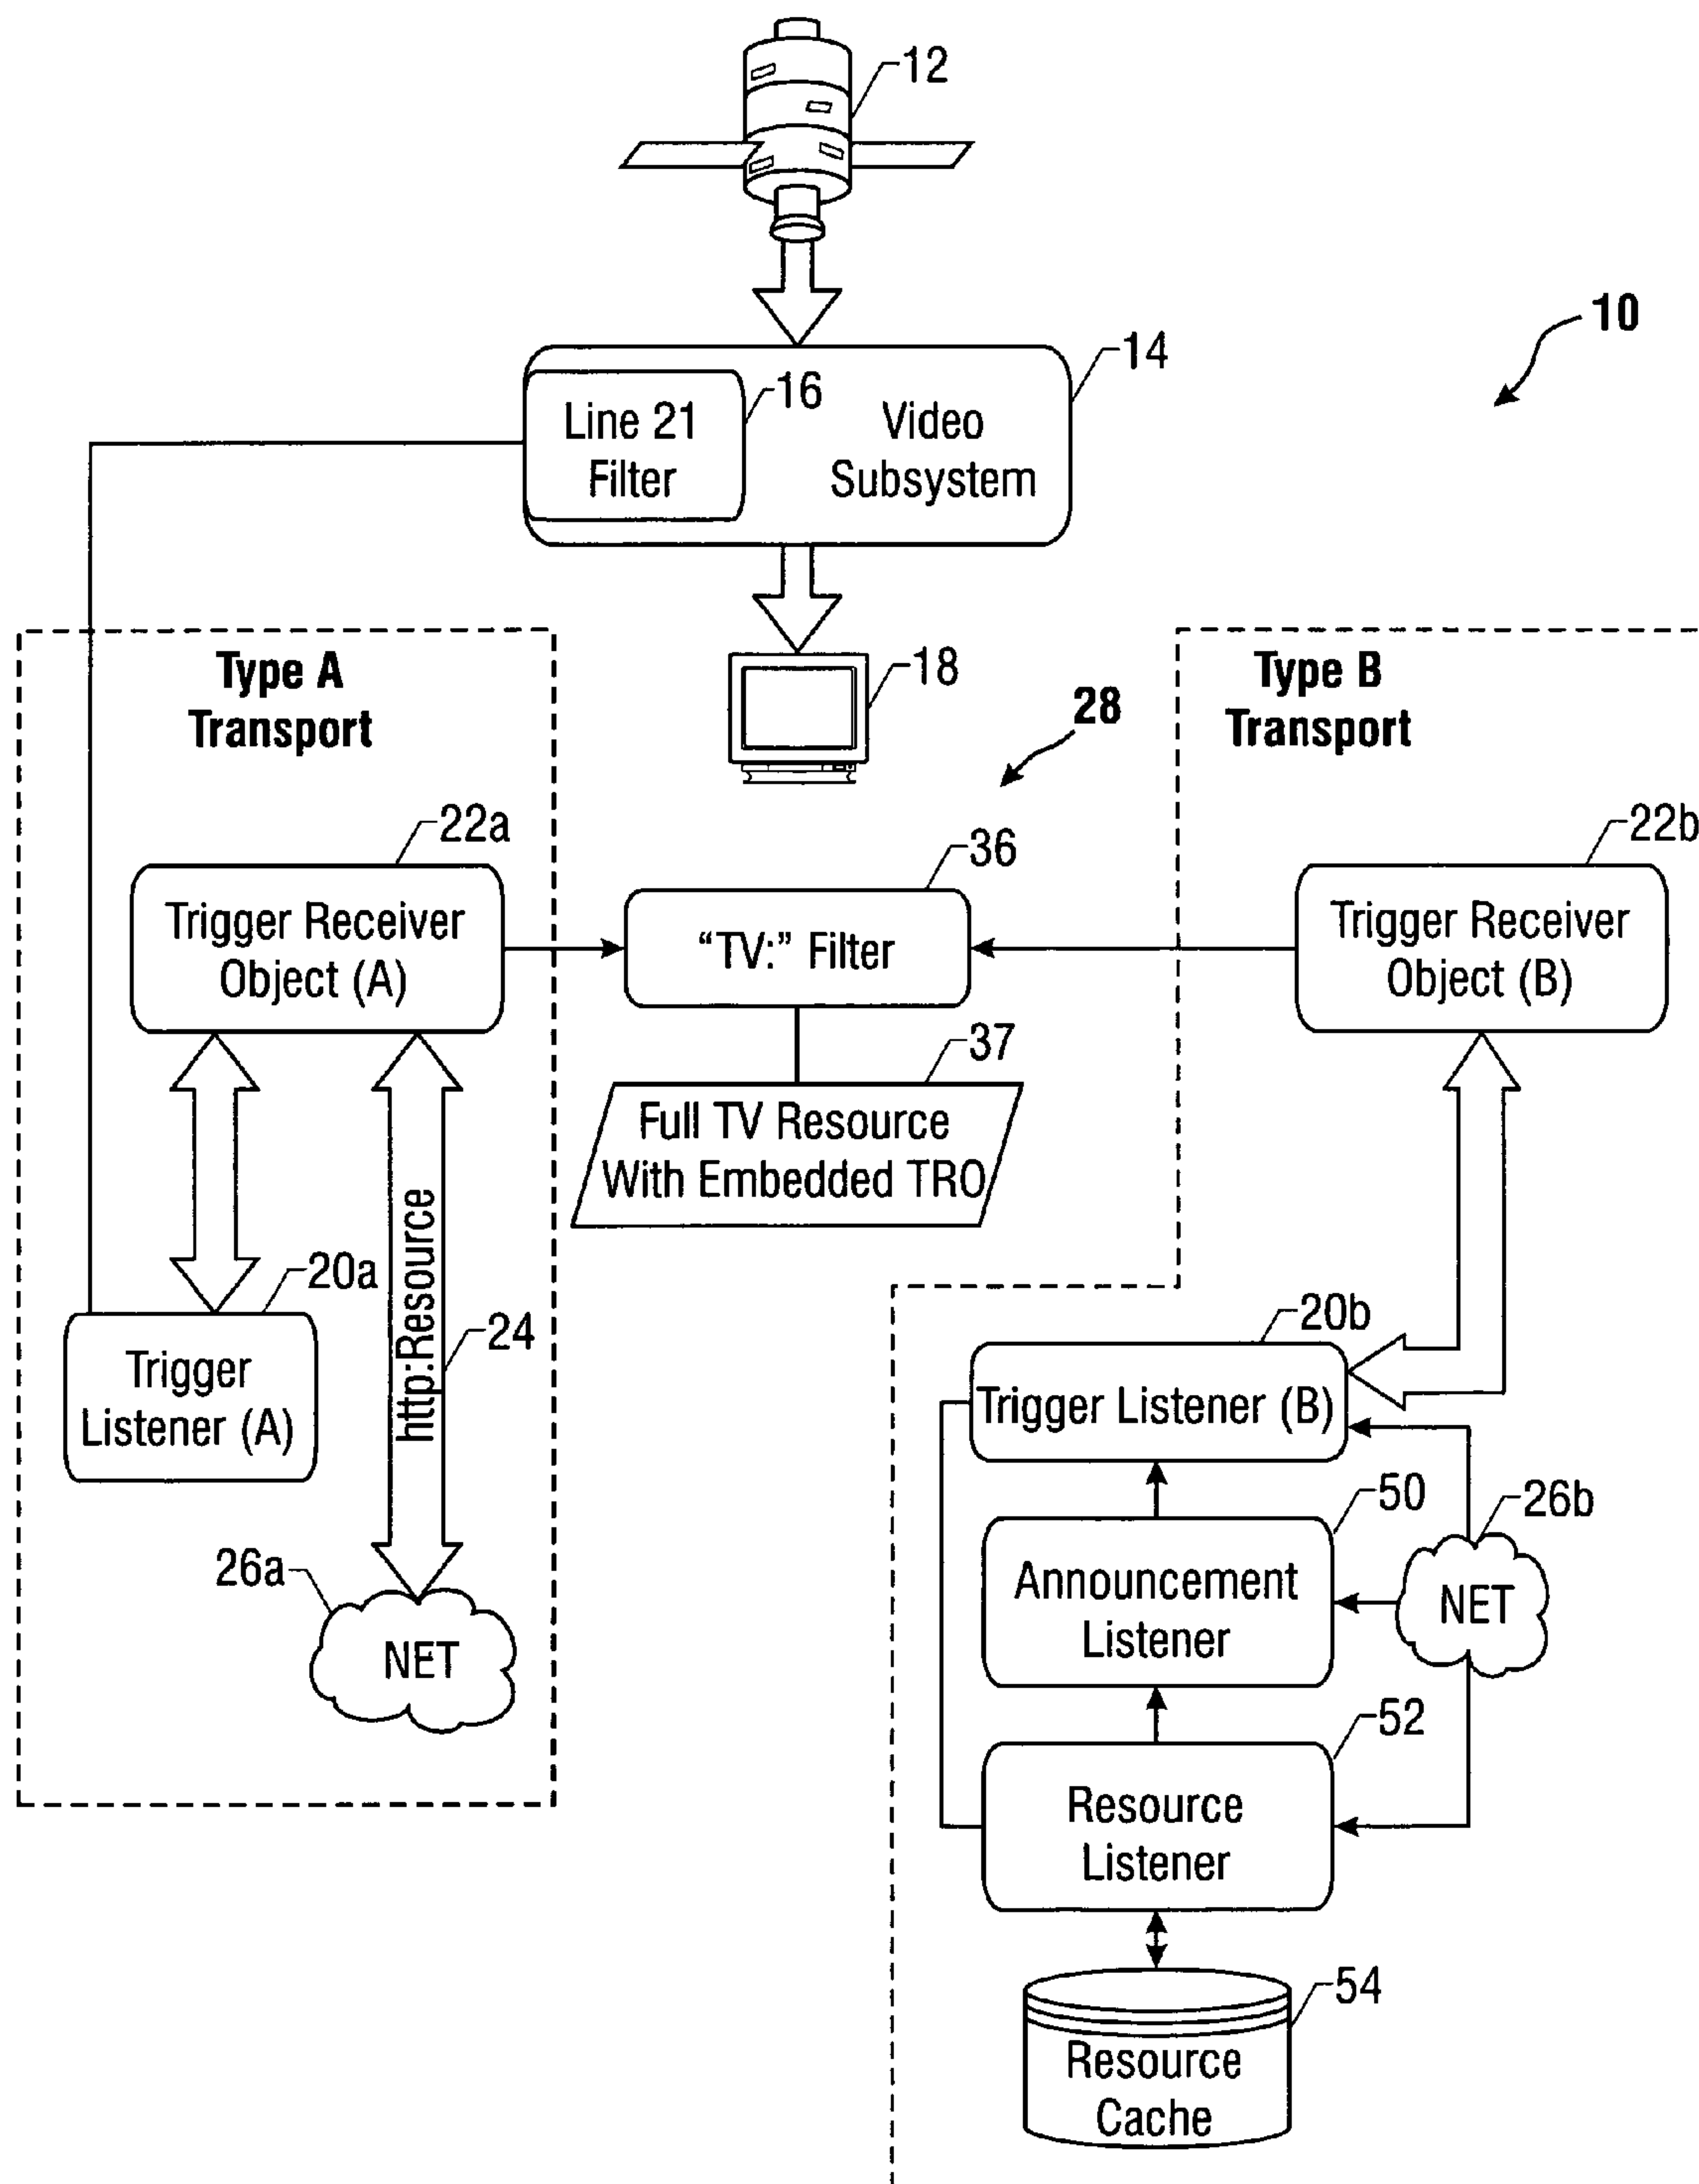 12
10
14
16
Line 21
Filter
Video
Subsystem
Type A
Transport
18
28
Type B
Transport
22a
36
22b
Trigger Receiver
Object (A)
“TV:” Filter
Trigger Receiver
Object (B)
37
Full TV Resource
With Embedded TRO
http:Resource
20a
24
20b
Trigger
Listener (A)
Trigger Listener (B)
50
26b
26a
Announcement
Listener
NET
NET
52
Resource
Listener
54
Resource
Cache